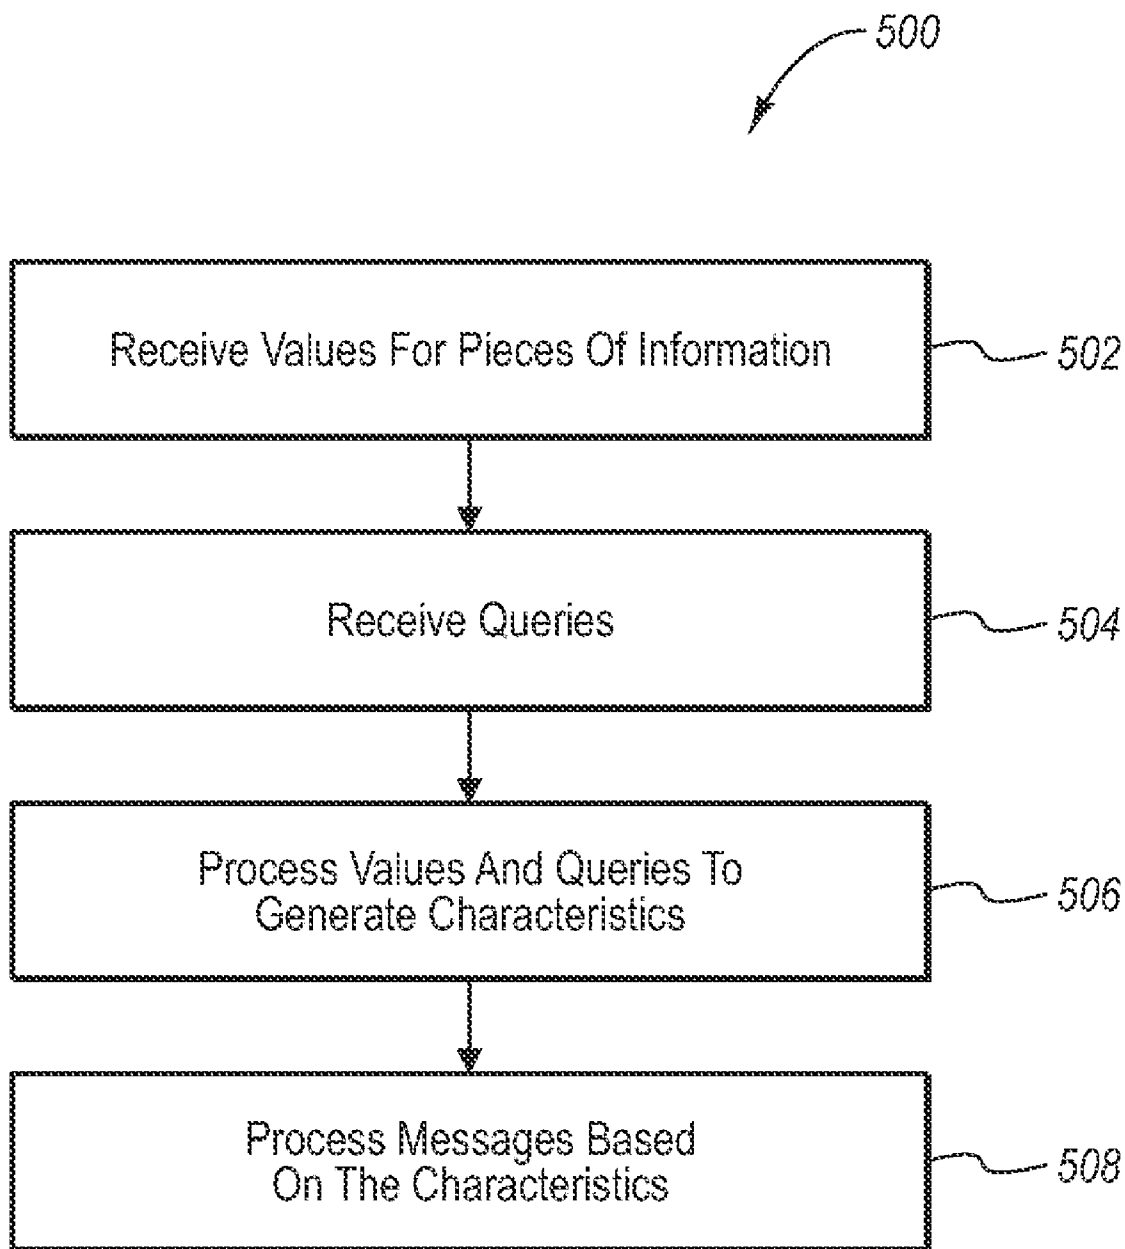 500
Receive Values For Pieces Of Information
502
Receive Queries
504
Process Values And Queries To
Generate Characteristics
506
Process Messages Based
On The Characteristics
508